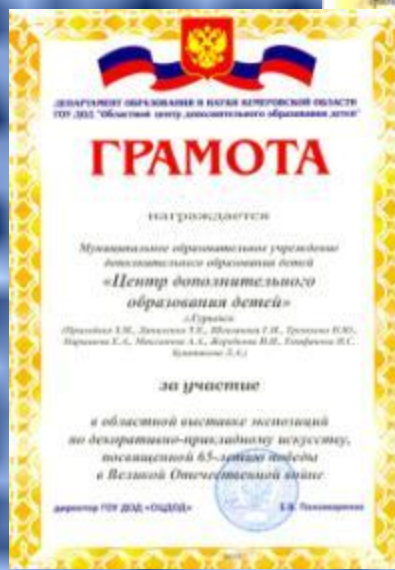 ДЕПАРТАМЕНТ ОБРАЗОВАНИЯ И НАУКИ КЕМЕРОВСКОЙ ОБЛАСТИ
ГОУ ДОД "Областной центр дополнительного образования детей"
ГРАМОТА
награждается
Муниципальное образовательное учреждение
дополнительного образования детей
«Центр дополнительного
образования детей»
за участие
в областной выставке экспозиций
по декоративно-прикладному искусству,
посвященной 65-летию победы
в Великой Отечественной войне
директор ГОУ ДОД «ОЦДОД» Пономаренко